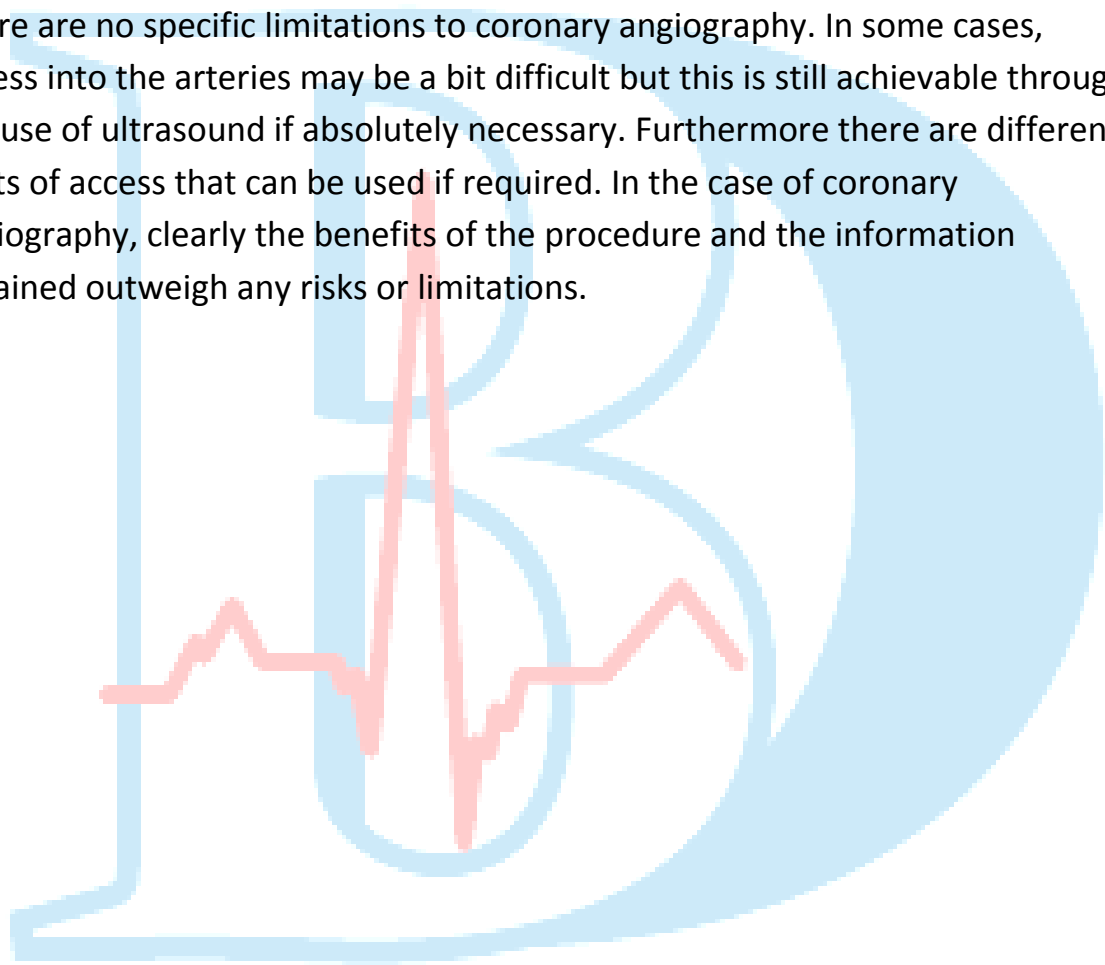 re are no specific limitations to coronary angiography. In some cases,
ess into the arteries may be a bit difficult but this is still achievable throug
use of ultrasound if absolutely necessary. Furthermore there are differen
ts of access that can be used if required. In the case of coronary
iography, clearly the benefits of the procedure and the information
ained outweigh any risks or limitations.